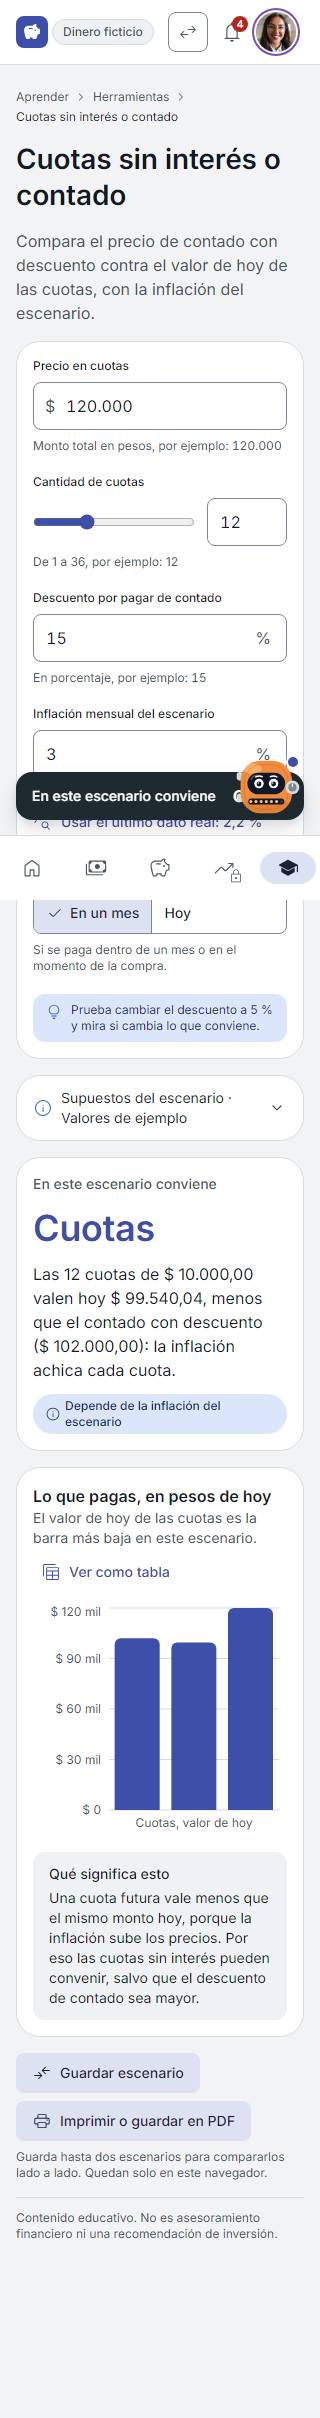 Dinero ficticio
4
Aprender > Herramientas >
Cuotas sin interés o contado
Cuotas sin interés o
contado
Compara el precio de contado con
descuento contra el valor de hoy de
las cuotas, con la inflación del
escenario.
Precio en cuotas
$ 120.000
Monto total en pesos, por ejemplo: 120.000
Cantidad de cuotas
12
De 1 a 36, por ejemplo: 12
Descuento por pagar de contado
15 %
En porcentaje, por ejemplo: 15
Inflación mensual del escenario
3 %
En este escenario conviene
Usar el último dato real: 2,2 %
En un mes
Hoy
Si se paga dentro de un mes o en el
momento de la compra.
Prueba cambiar el descuento a 5 %
y mira si cambia lo que conviene.
Supuestos del escenario ·
Valores de ejemplo
En este escenario conviene
Cuotas
Las 12 cuotas de $ 10.000,00
valen hoy $ 99.540,04, menos
que el contado con descuento
($ 102.000,00): la inflación
achica cada cuota.
Depende de la inflación del
escenario
Lo que pagas, en pesos de hoy
El valor de hoy de las cuotas es la
barra más baja en este escenario.
Ver como tabla
$ 120 mil
$ 90 mil
$ 60 mil
$ 30 mil
$ 0
Cuotas, valor de hoy
Qué significa esto
Una cuota futura vale menos que
el mismo monto hoy, porque la
inflación sube los precios. Por
eso las cuotas sin interés pueden
convenir, salvo que el descuento
de contado sea mayor.
Guardar escenario
Imprimir o guardar en PDF
Guarda hasta dos escenarios para compararlos
lado a lado. Quedan solo en este navegador.
Contenido educativo. No es asesoramiento
financiero ni una recomendación de inversión.